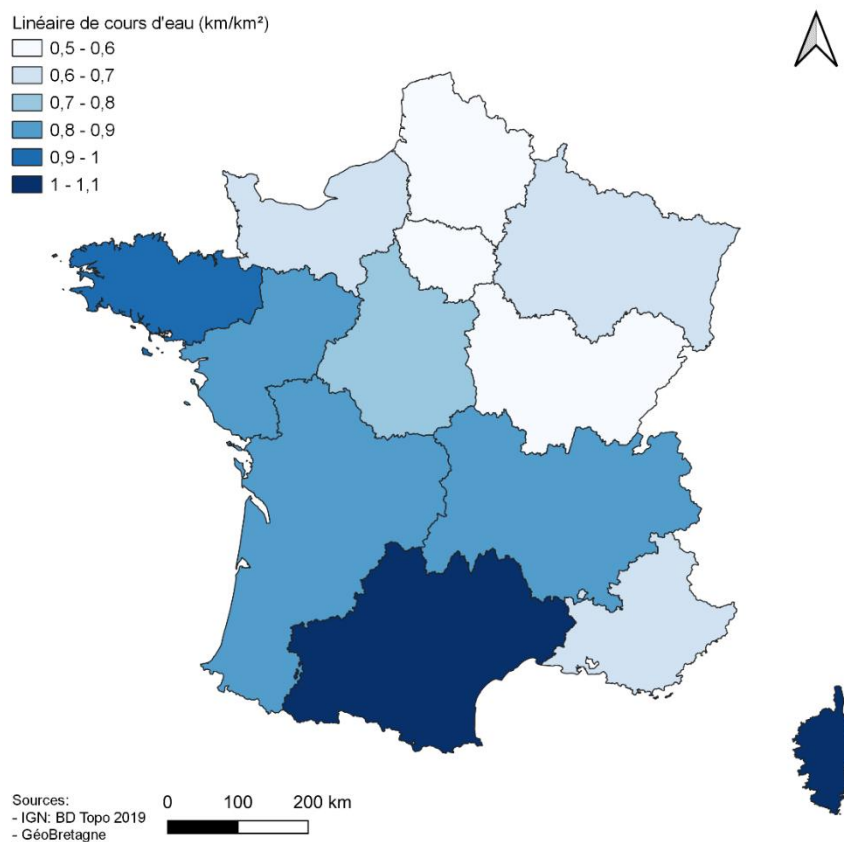 Linéaire de cours d'eau (km/km²)
0,5 - 0,6
0,6 - 0,7
0,7 - 0,8
0,8 - 0,9
0,9 - 1
1 - 1,1
Sources:
- IGN: BD Topo 2019
- GéoBretagne
0 100 200 km